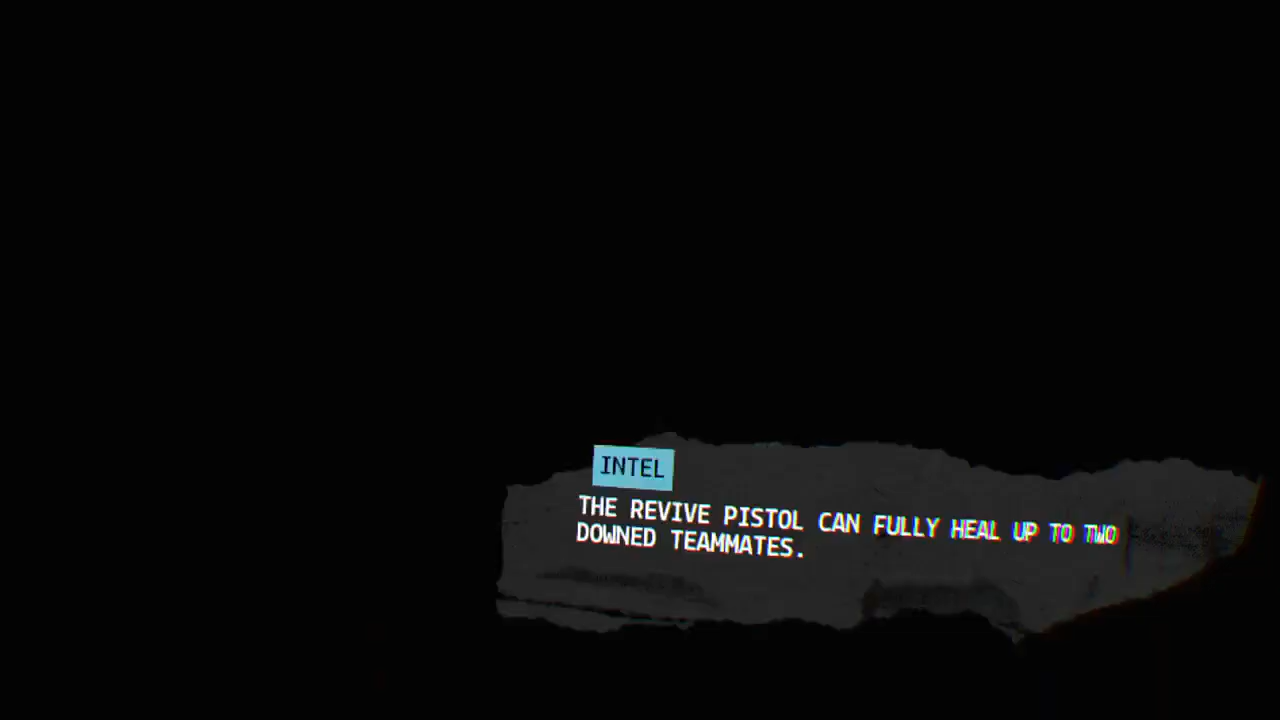 INTEL
THE REVIVE PISTOL CAN FULLY HEAL UP TO TWO
DOWNED TEAMMATES.